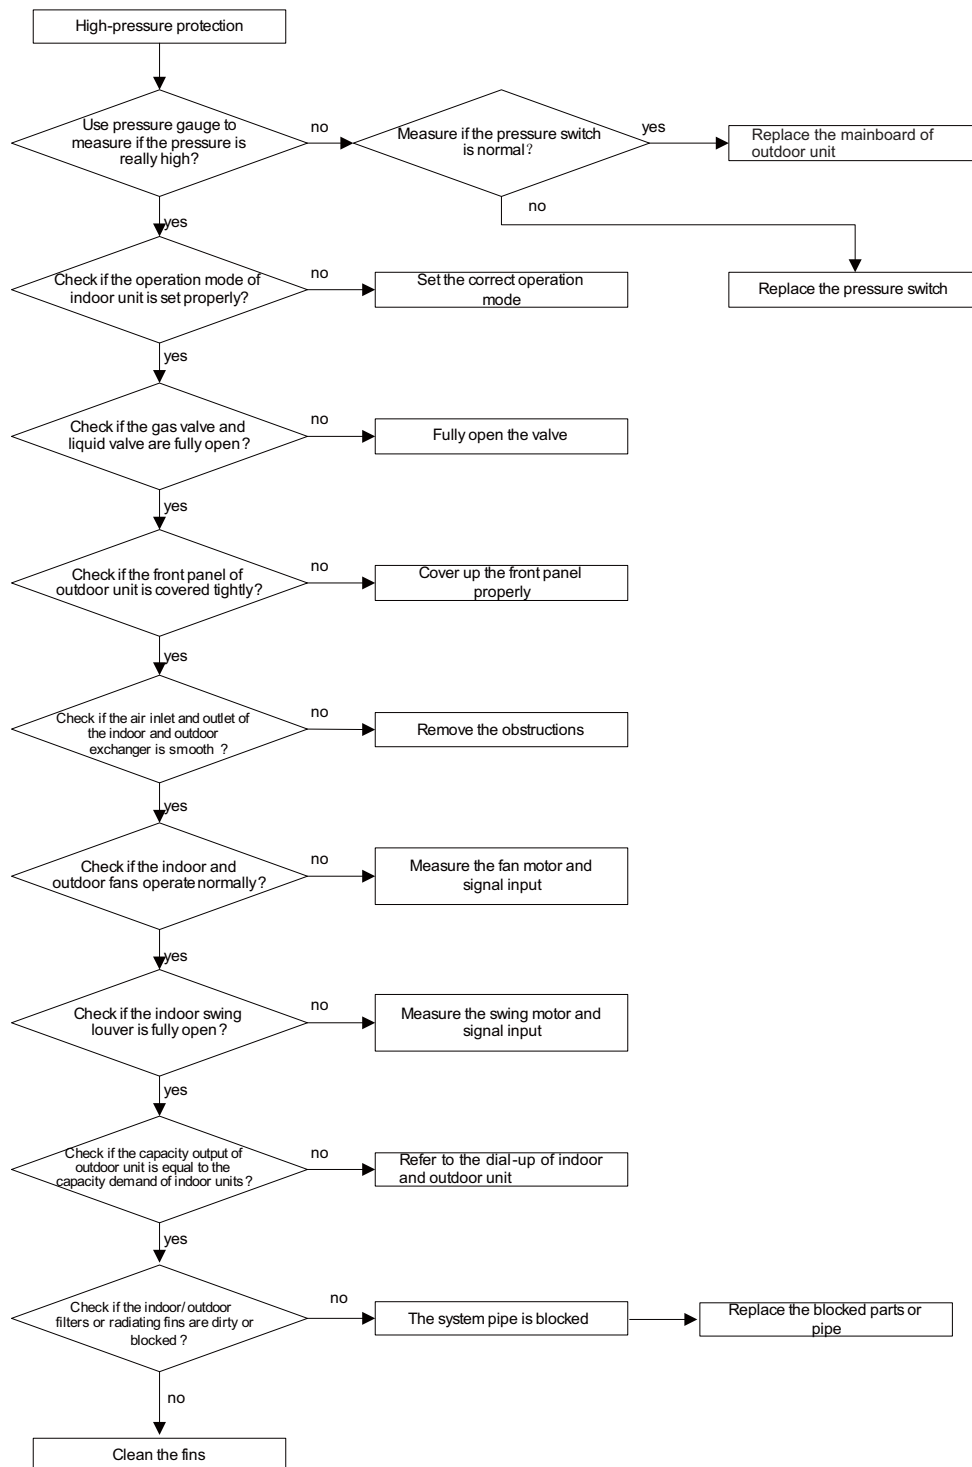 High-pressure protection
Use pressure gauge to
measure if the pressure is
really high?
no
Measure if the pressure switch
is normal?
yes
Replace the mainboard of
outdoor unit
yes
no
Check if the operation mode of
indoor unit is set properly?
no
Set the correct operation
mode
Replace the pressure switch
yes
Check if the gas valve and
liquid valve are fully open?
no
Fully open the valve
yes
Check if the front panel of
outdoor unit is covered tightly?
no
Cover up the front panel
properly
yes
Check if the air inlet and outlet of
the indoor and outdoor
exchanger is smooth ?
no
Remove the obstructions
yes
Check if the indoor and
outdoor fans operate normally?
no
Measure the fan motor and
signal input
yes
Check if the indoor swing
louver is fully open?
no
Measure the swing motor and
signal input
yes
Check if the capacity output of
outdoor unit is equal to the
capacity demand of indoor units?
no
Refer to the dial-up of indoor
and outdoor unit
yes
Check if the indoor/outdoor
filters or radiating fins are dirty or
blocked?
no
The system pipe is blocked
Replace the blocked parts or
pipe
no
Clean the fins